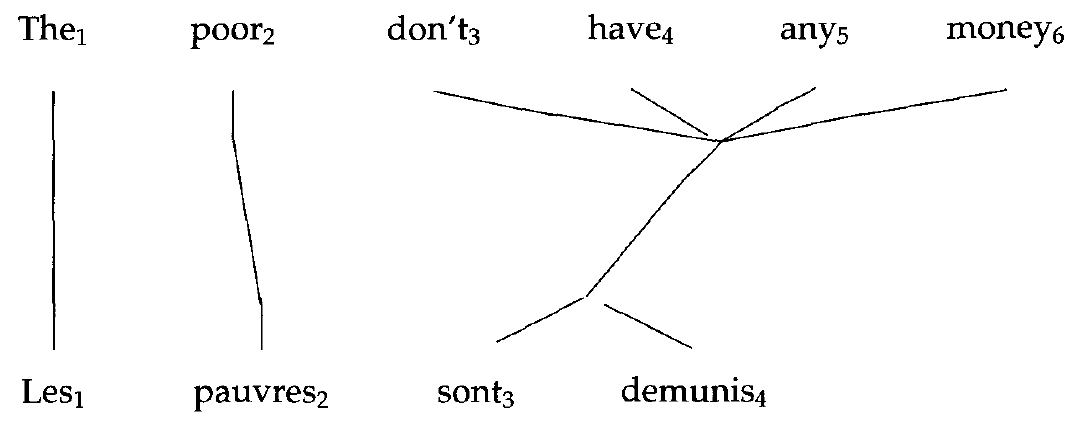 The₁ poor₂ don't₃ have₄ any₅ money₆
Les₁ pauvres₂ sont₃ demunis₄